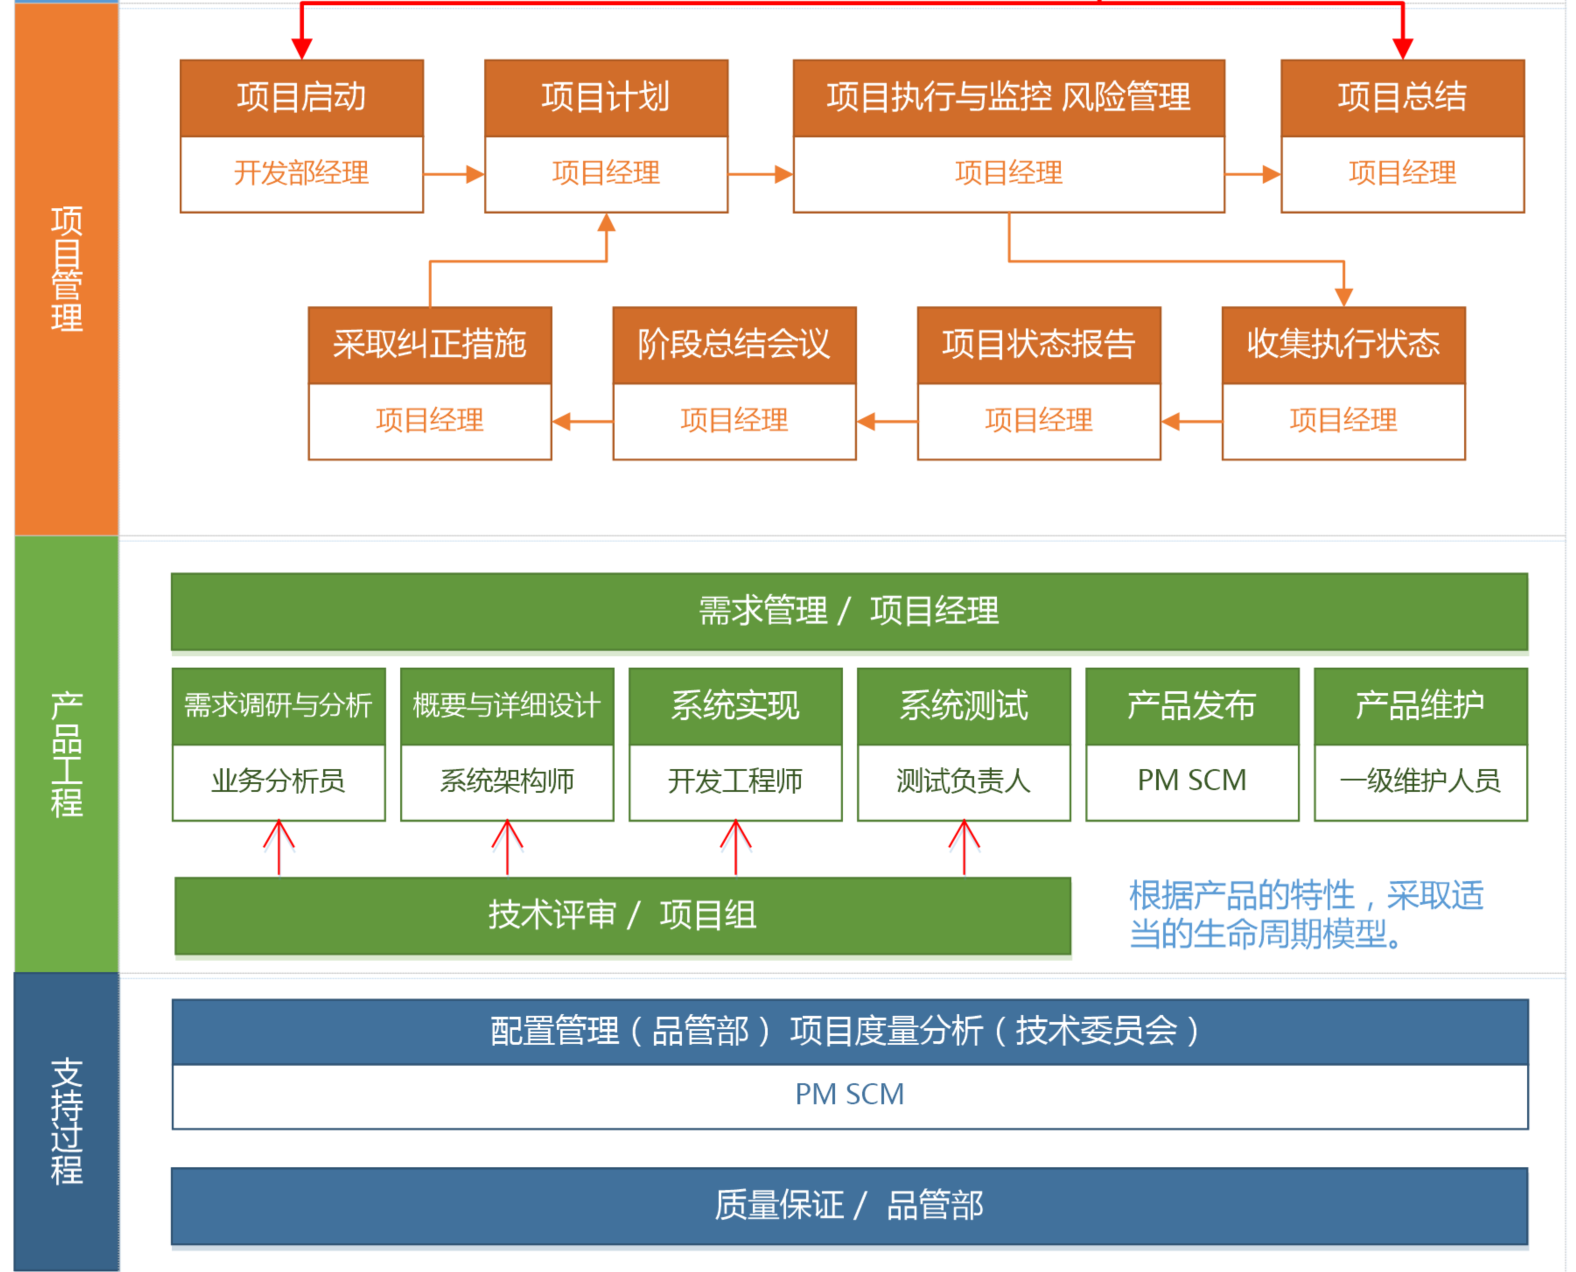 项目管理
项目启动
开发部经理
项目计划
项目经理
项目执行与监控 风险管理
项目经理
项目总结
项目经理
采取纠正措施
项目经理
阶段总结会议
项目经理
项目状态报告
项目经理
收集执行状态
项目经理
产品工程
需求管理 / 项目经理
需求调研与分析
业务分析员
概要与详细设计
系统架构师
系统实现
开发工程师
系统测试
测试负责人
产品发布
PM SCM
产品维护
一级维护人员
技术评审 / 项目组
根据产品的特性，采取适
当的生命周期模型。
支持过程
配置管理（品管部）项目度量分析（技术委员会）
PM SCM
质量保证 / 品管部